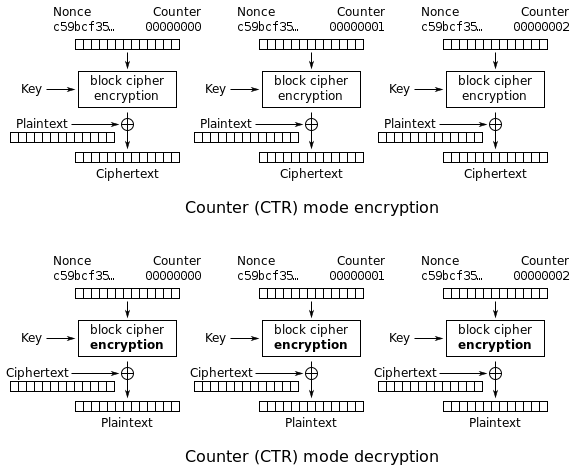 Nonce Counter Nonce Counter Nonce Counter
c59bcf35… 00000000 c59bcf35… 00000001 c59bcf35… 00000002
Key block cipher encryption Key block cipher encryption Key block cipher encryption
Plaintext Plaintext Plaintext
Ciphertext Ciphertext Ciphertext
Counter (CTR) mode encryption
Nonce Counter Nonce Counter Nonce Counter
c59bcf35… 00000000 c59bcf35… 00000001 c59bcf35… 00000002
Key block cipher encryption Key block cipher encryption Key block cipher encryption
Ciphertext Ciphertext Ciphertext
Plaintext Plaintext Plaintext
Counter (CTR) mode decryption